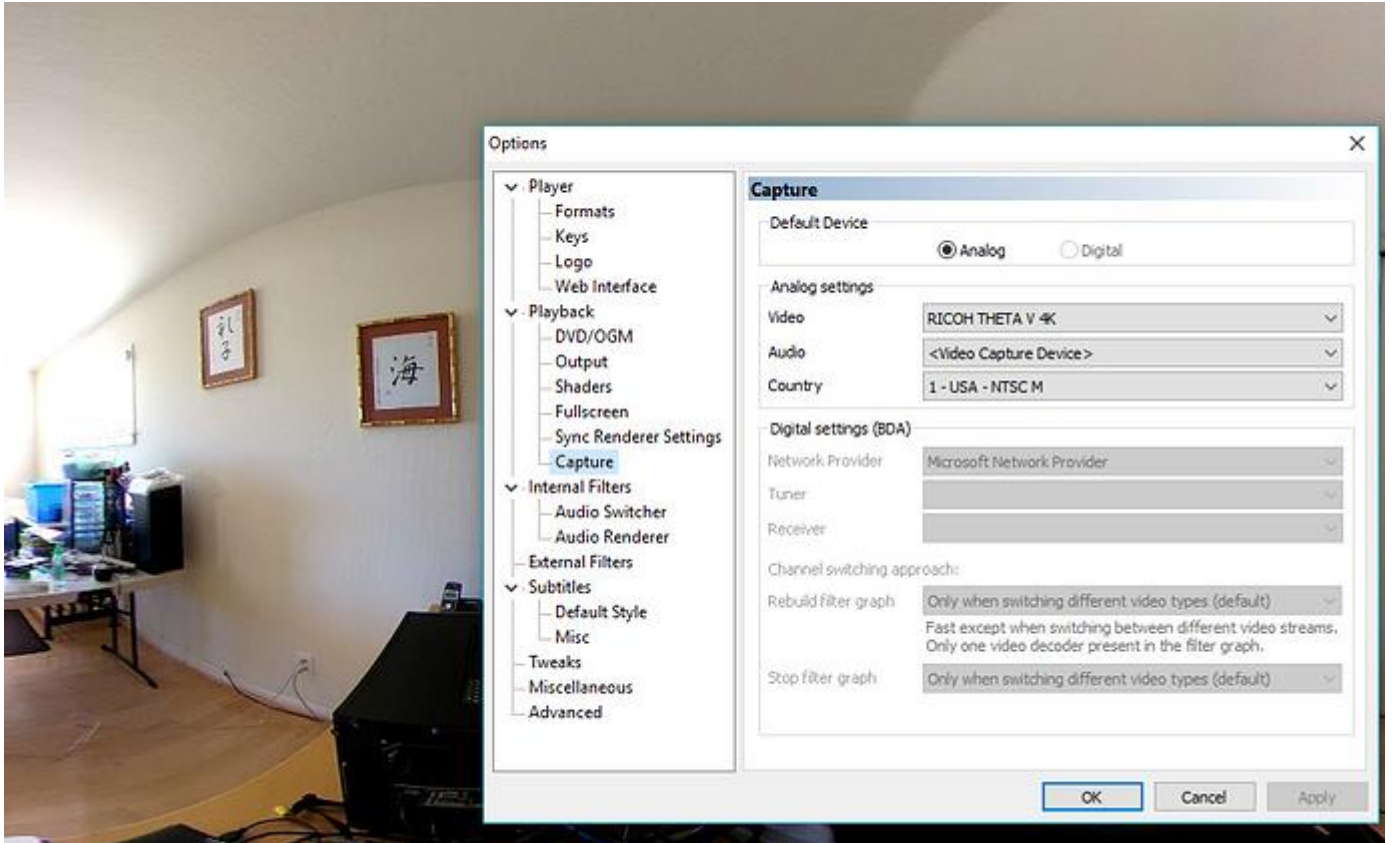 Options
Player
Formats
Keys
Logo
Web Interface
Playback
DVD/OGM
Output
Shaders
Fullscreen
Sync Renderer Settings
Capture
Internal Filters
Audio Switcher
Audio Renderer
External Filters
Subtitles
Default Style
Misc
Tweaks
Miscellaneous
Advanced
Capture
Default Device
Analog Digital
Analog settings
Video RICOH THETA V 4K
Audio <Video Capture Device>
Country 1 - USA - NTSC M
Digital settings (BDA)
Network Provider Microsoft Network Provider
Tuner
Receiver
Channel switching approach:
Rebuild filter graph Only when switching different video types (default)
Fast except when switching between different video streams.
Only one video decoder present in the filter graph.
Stop filter graph Only when switching different video types (default)
OK Cancel Apply
海